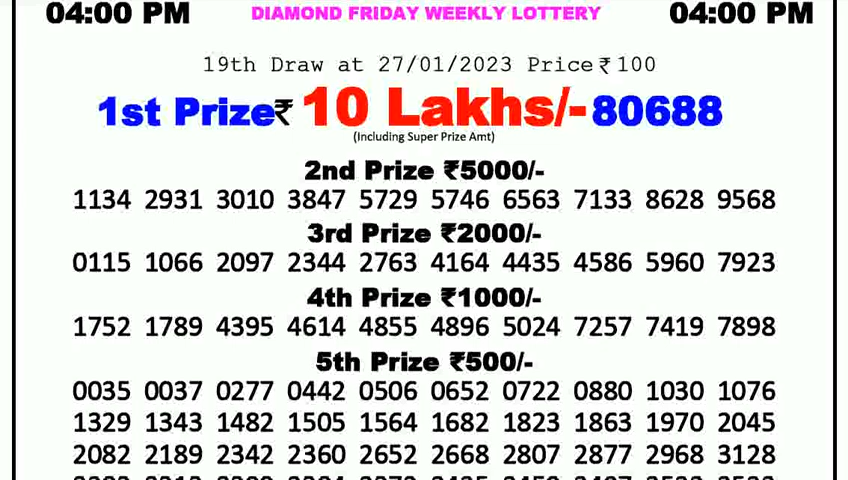 04:00 PM DIAMOND FRIDAY WEEKLY LOTTERY 04:00 PM
19th Draw at 27/01/2023 Price ₹ 100
1st Prize₹ 10 Lakhs/- 80688
(Including Super Prize Amt)
2nd Prize ₹5000/-
1134 2931 3010 3847 5729 5746 6563 7133 8628 9568
3rd Prize ₹2000/-
0115 1066 2097 2344 2763 4164 4435 4586 5960 7923
4th Prize ₹1000/-
1752 1789 4395 4614 4855 4896 5024 7257 7419 7898
5th Prize ₹500/-
0035 0037 0277 0442 0506 0652 0722 0880 1030 1076
1329 1343 1482 1505 1564 1682 1823 1863 1970 2045
2082 2189 2342 2360 2652 2668 2807 2877 2968 3128